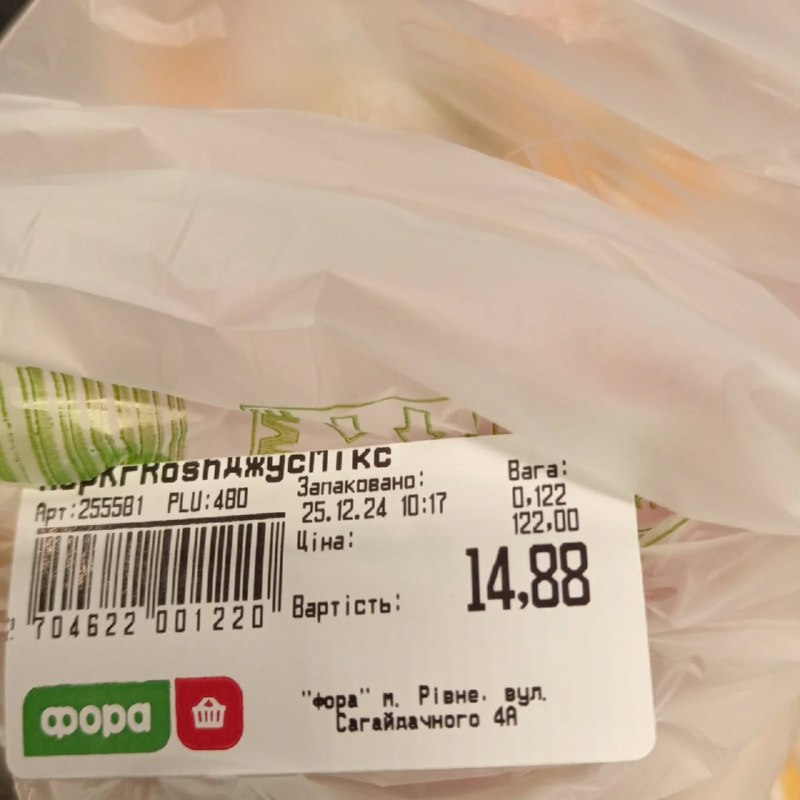 КгRoshДжусМікс
Арт:255581 PLU:480
Запаковано:
25.12.24 10:17
Вага:
0,122
122,00
Ціна:
14,88
Вартість:
704622 001220
фора
"фора" м. Рівне. вул.
Сагайдачного 4А